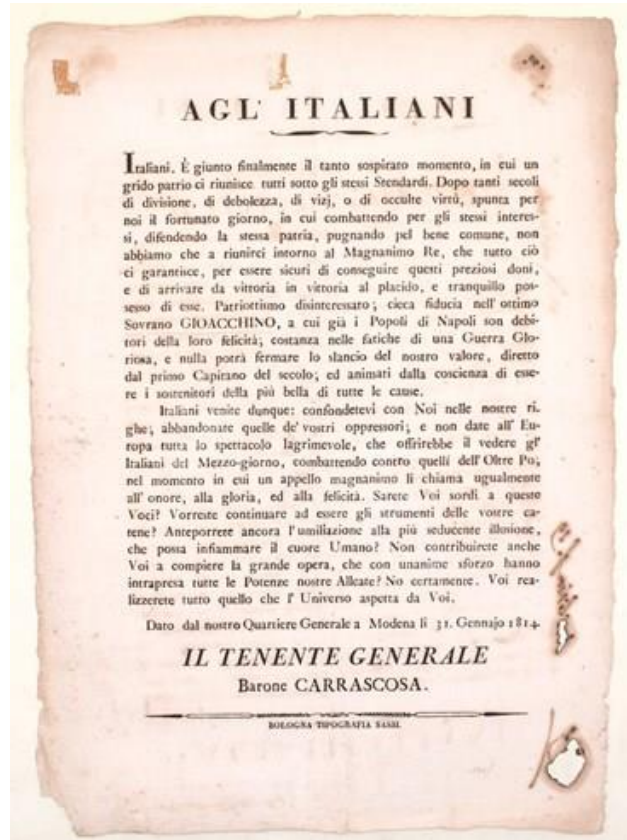 AGL' ITALIANI
Italiani. È giunto finalmente il tanto sospirato momento, in cui un
grido patrio ci riunisce tutti sotto gli stessi Stendardi. Dopo tanti secoli
di divisione, di debolezza, di vizj, o di occulte virtù, spunta per
noi il fortunato giorno, in cui combattendo per gli stessi interes-
si, difendendo la stessa patria, pugnando pel bene comune, non
abbiamo che a riunirci intorno al Magnanimo Re, che tutto ciò
ci garantisce, per essere sicuri di conseguire questi preziosi doni,
e di arrivare da vittoria in vittoria al placido, e tranquillo pos-
sesso di esse. Patriottismo disinteressato; cieca fiducia nell' ottimo
Sovrano GIOACCHINO, a cui già i Popoli di Napoli son debi-
tori della loro felicità; costanza nelle fatiche di una Guerra Glo-
riosa, e nulla potrà fermare lo slancio del nostro valore, diretto
dal primo Capitano del secolo; ed animati dalla coscienza di esse-
re i sostenitori della più bella di tutte le cause.
Italiani venite dunque: confondetevi con Noi nelle nostre ri-
ghe; abbandonate quelle de' vostri oppressori; e non date all' Eu-
ropa tutta lo spettacolo lagrimevole, che offrirebbe il vedere gl'
Italiani del Mezzo-giorno, combattendo contro quelli dell' Oltre Po;
nel momento in cui un appello magnanimo li chiama ugualmente
all' onore, alla gloria, ed alla felicità. Sarete Voi sordi a queste
Voci? Vorreste continuare ad essere gli strumenti delle vostre ca-
tene? Anteporrete ancora l'umiliazione alla più seducente illusione,
che possa infiammare il cuore Umano? Non contribuirete anche
Voi a compiere la grande opera, che con unanime sforzo hanno
intrapresa tutte le Potenze nostre Alleate? No certamente. Voi rea-
lizzerete tutto quello che l' Universo aspetta da Voi.
Dato dal nostro Quartiere Generale a Modena li 31. Gennajo 1814.
IL TENENTE GENERALE
Barone CARRASCOSA.
BOLOGNA TIPOGRAFIA SASSI.